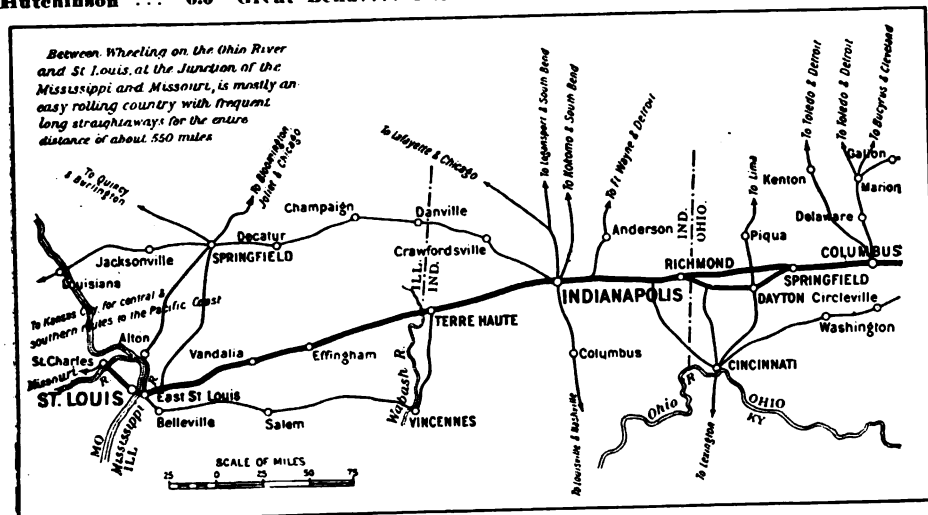 Hutchinson ... 6.0
Between Wheeling on the Ohio River
and St Louis, at the Junction of the
Mississippi and Missouri, is mostly an
easy rolling country with frequent
long straightaways for the entire
distance of about 550 miles
To Quincy
& Burlington
To Bloomington
Joliet & Chicago
To Lafayette & Chicago
To Logansport & South Bend
To Kokomo & South Bend
To Ft Wayne & Detroit
To Lima
To Toledo & Detroit
To Toledo & Detroit
To Bucyrus & Cleveland
Galion
Kenton
Marion
Delaware
Champaign
Danville
Anderson
IND.
OHIO.
Piqua
Decatur
Crawfordsville
Jacksonville
SPRINGFIELD
RICHMOND
COLUMBUS
SPRINGFIELD
Louisiana
ILL.
IND.
INDIANAPOLIS
DAYTON
Circleville
To Kansas City, for central &
southern routes to the Pacific Coast
TERRE HAUTE
Washington
Alton
St. Charles
Vandalia
Effingham
Columbus
CINCINNATI
Missouri
R.
R.
ST. LOUIS
East St Louis
Wabash R.
Belleville
Salem
VINCENNES
Ohio
R
OHIO
KY
MO
Mississippi
ILL
To Louisville & Nashville
To Lexington
SCALE OF MILES
25 0 25 50 75